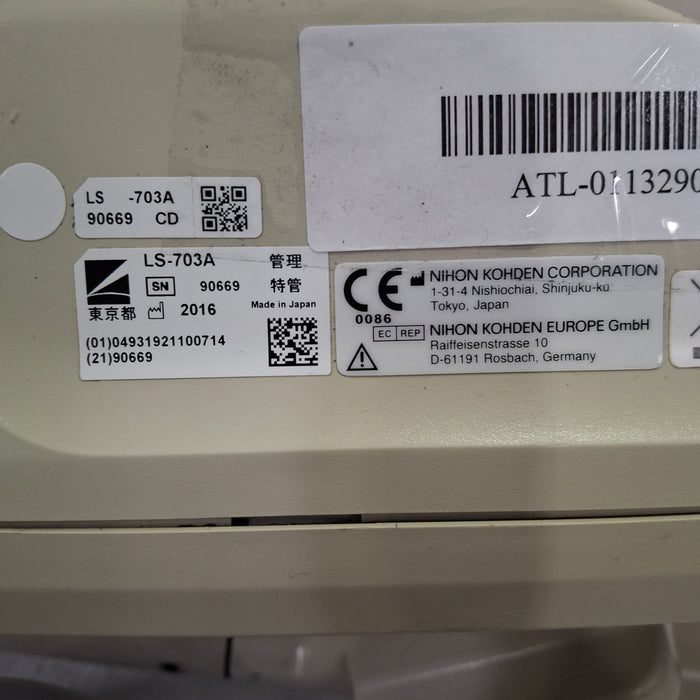 ATL-0113290
LS -703A
90669 CD
LS-703A 管理
SN 90669 特管
東京都 2016 Made in Japan
(01)04931921100714
(21)90669
CE
0086
NIHON KOHDEN CORPORATION
1-31-4 Nishiochiai, Shinjuku-ku
Tokyo, Japan
EC REP NIHON KOHDEN EUROPE GmbH
Raiffeisenstrasse 10
D-61191 Rosbach, Germany